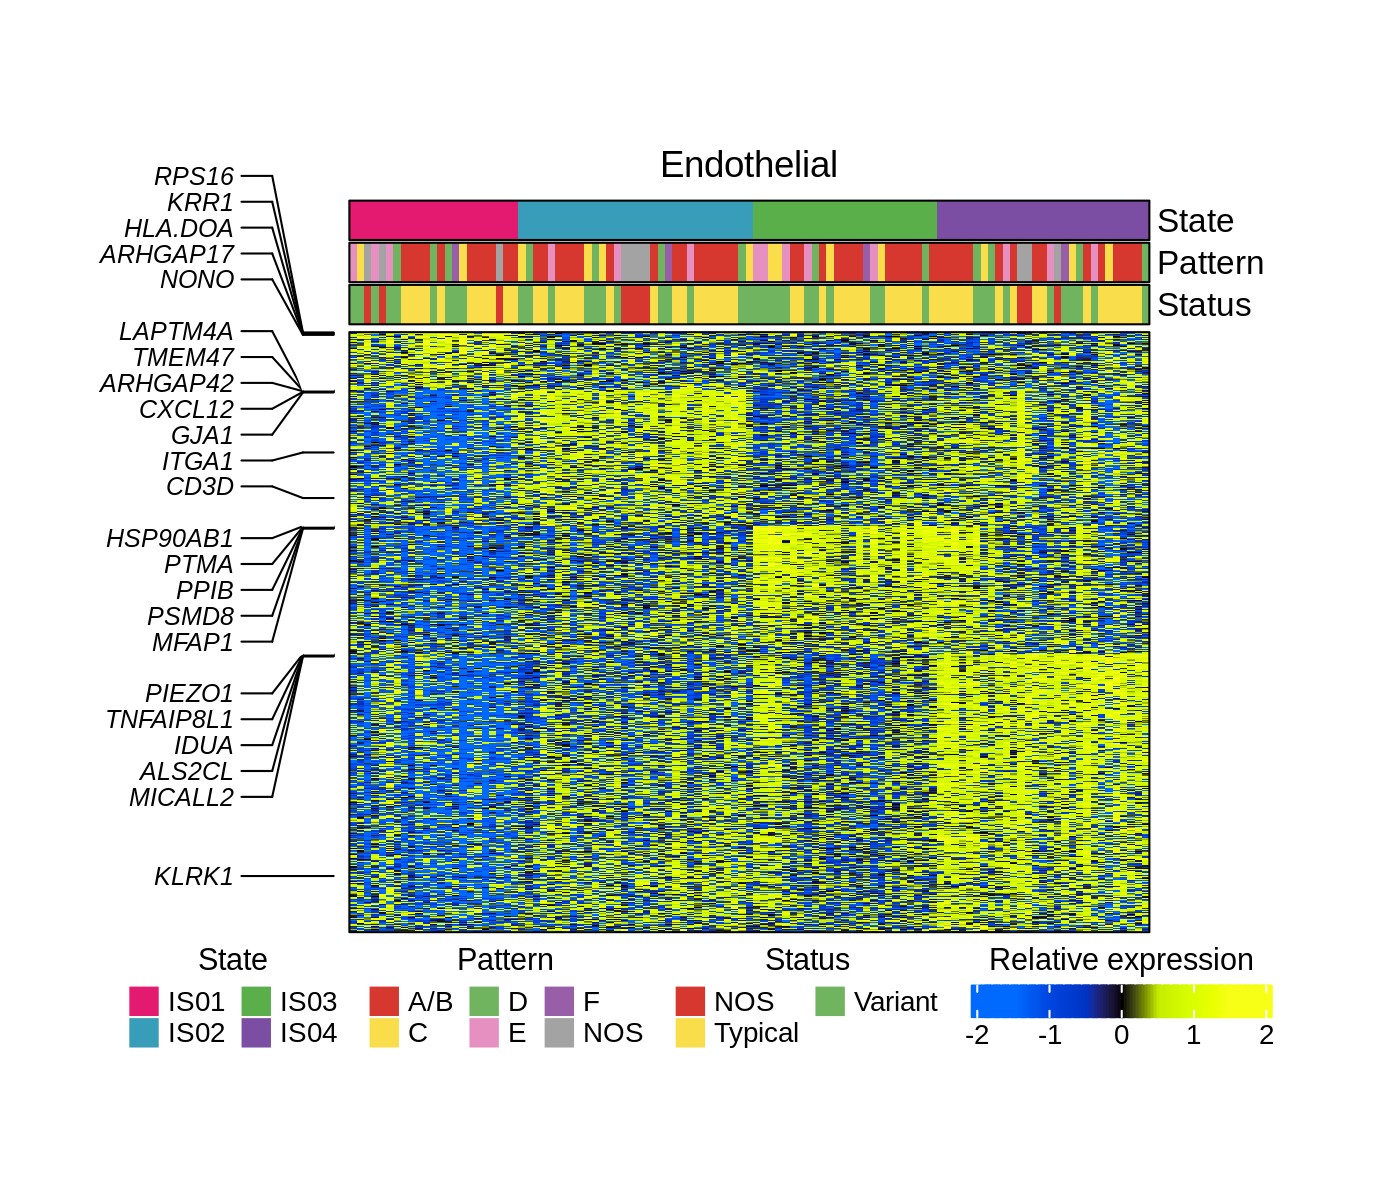 Endothelial
State
Pattern
Status
RPS16
KRR1
HLA.DOA
ARHGAP17
NONO
LAPTM4A
TMEM47
ARHGAP42
CXCL12
GJA1
ITGA1
CD3D
HSP90AB1
PTMA
PPIB
PSMD8
MFAP1
PIEZO1
TNFAIP8L1
IDUA
ALS2CL
MICALL2
KLRK1
State Pattern Status Relative expression
IS01 IS03 A/B D F NOS Variant
IS02 IS04 C E NOS Typical
-2 -1 0 1 2